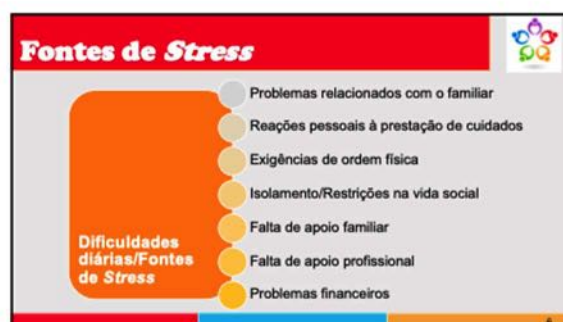 Fontes de Stress
Problemas relacionados com o familiar
Reações pessoais à prestação de cuidados
Exigências de ordem física
Isolamento/Restrições na vida social
Falta de apoio familiar
Falta de apoio profissional
Problemas financeiros
Dificuldades
diárias/Fontes
de Stress